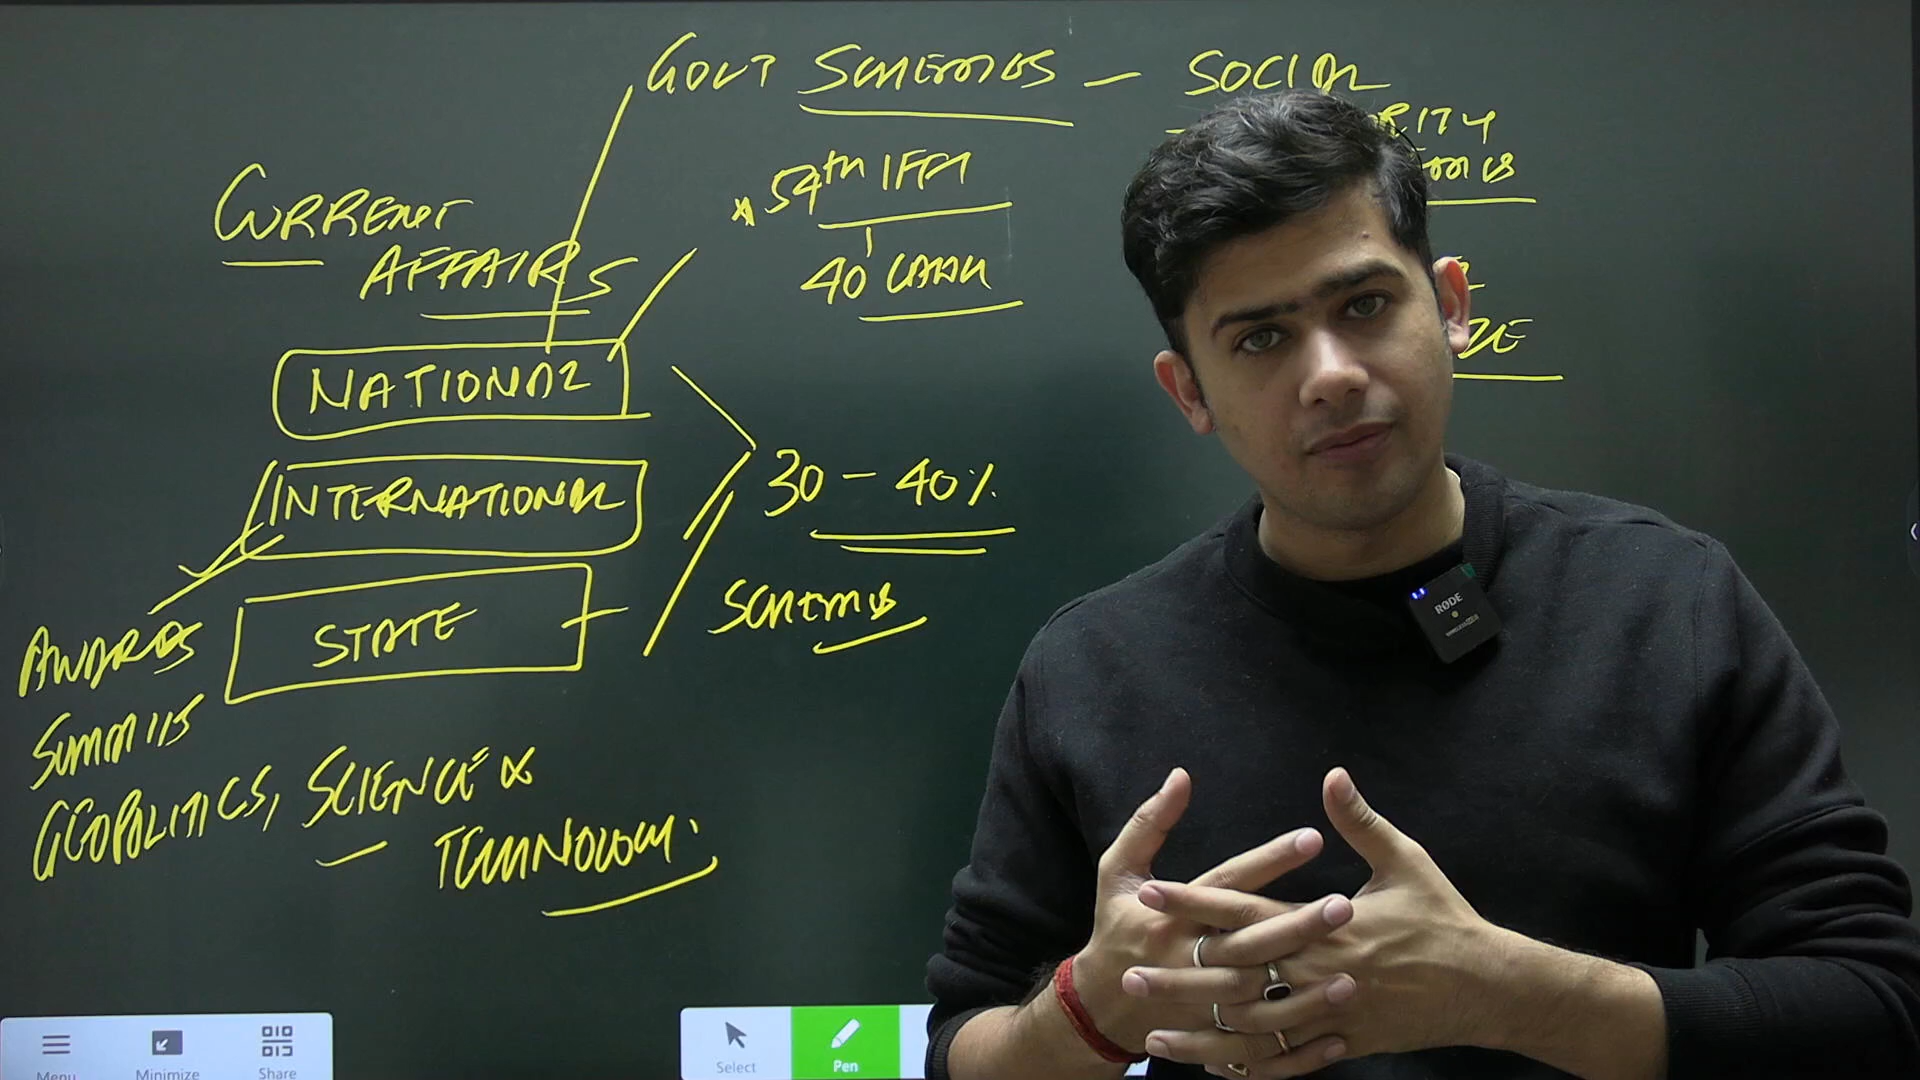 GOVT SCHEMES - SOCIAL
RITY
* 54th IFFI
40 LAKH
CURRENT
AFFAIRS
NATIONAL
INTERNATIONAL
STATE
30 - 40%
SCHEMES
AWARDS
SUMMITS
GEOPOLITICS, SCIENCE &
TECHNOLOGY.
RØDE
Menu
Minimize
Share
Select
Pen